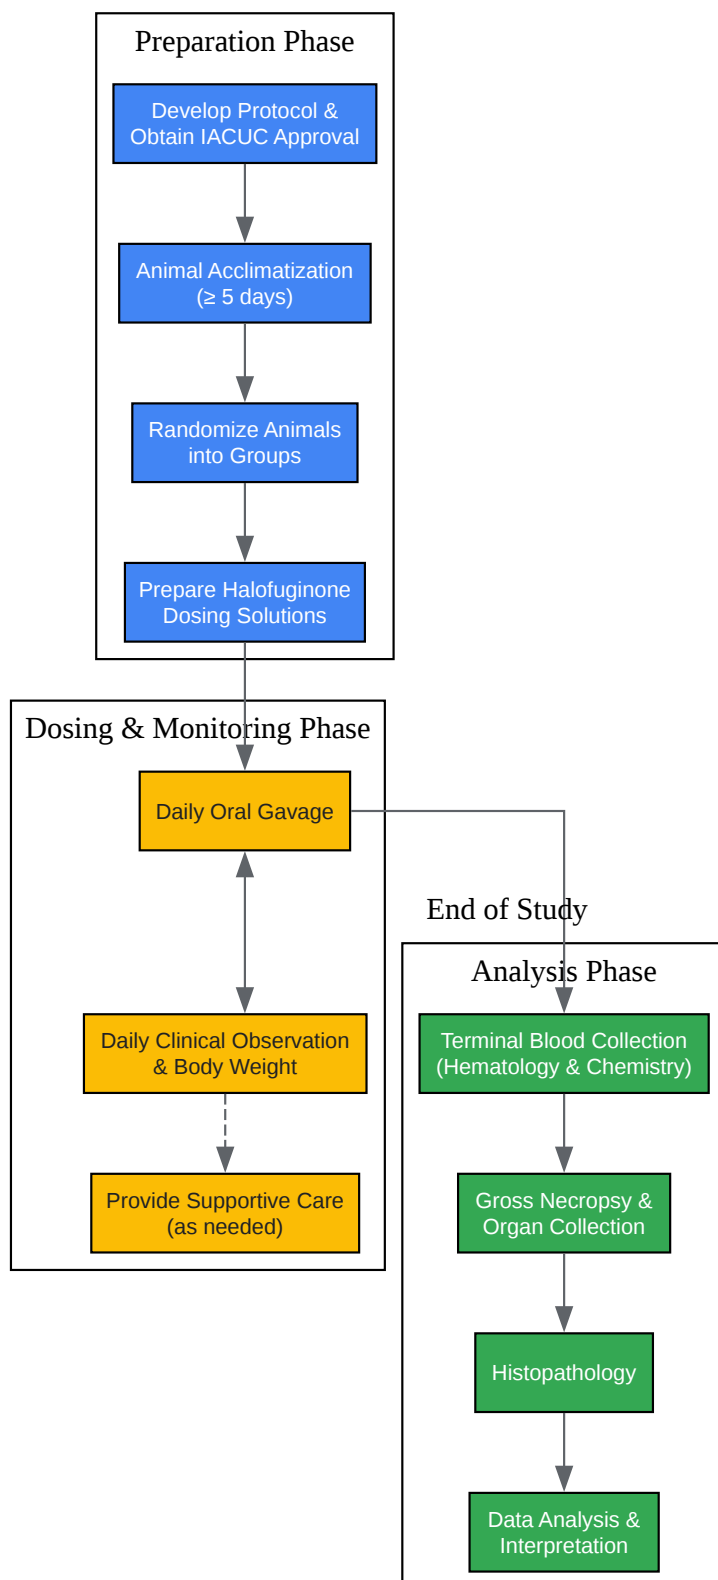 Preparation Phase
Develop Protocol &
Obtain IACUC Approval
Animal Acclimatization
(≥ 5 days)
Randomize Animals
into Groups
Prepare Halofuginone
Dosing Solutions
Dosing & Monitoring Phase
Daily Oral Gavage
Daily Clinical Observation
& Body Weight
Provide Supportive Care
(as needed)
End of Study
Analysis Phase
Terminal Blood Collection
(Hematology & Chemistry)
Gross Necropsy &
Organ Collection
Histopathology
Data Analysis &
Interpretation